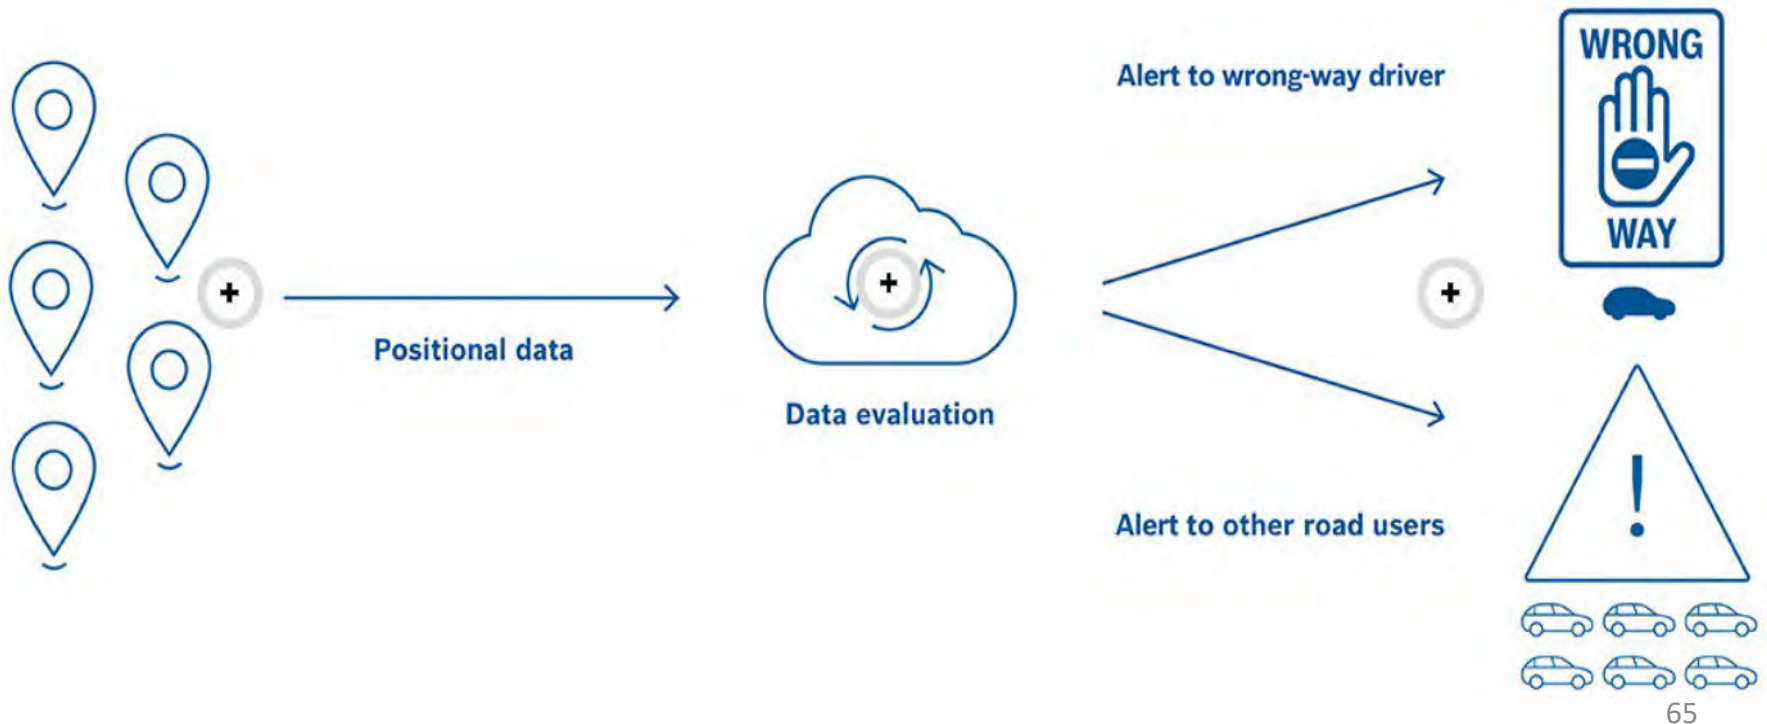 Alert to wrong-way driver
WRONG
WAY
Positional data
Data evaluation
Alert to other road users
!
65